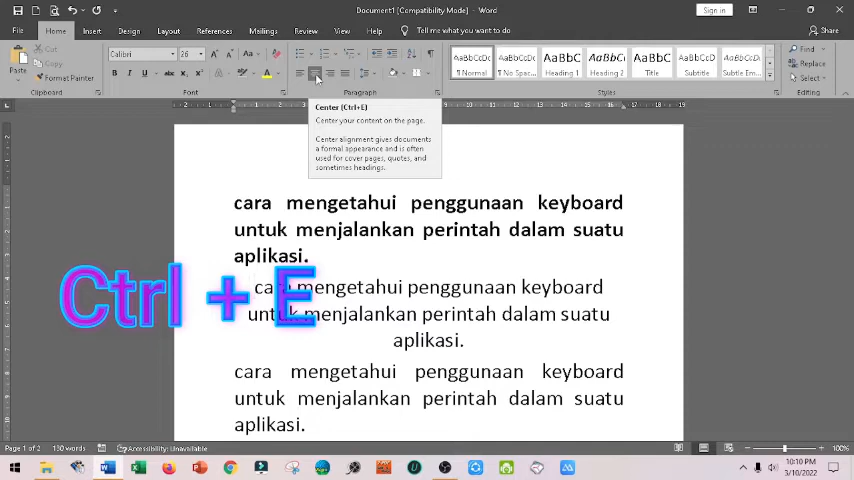 Document1 [Compatibility Mode] - Word
Sign in
File Home Insert Draw Design Layout References Mailings Review View Help Tell me what you want to do Share
Paste Cut
Copy
Format Painter
Clipboard
Calibri 26
Font
Paragraph
AaBbCcDc AaBbCcDc AaBbCc AaBbCcC AaBbCc AaBbCcD AaBbCcDc
¶ Normal ¶ No Spac... Heading 1 Heading 2 Title Subtitle Subtle Em...
Styles
Find
Replace
Select
Editing
Center (Ctrl+E)
Center your content on the page.
Center alignment gives documents
a formal appearance and is often
used for cover pages, quotes, and
sometimes headings.
cara mengetahui penggunaan keyboard
untuk menjalankan perintah dalam suatu
aplikasi.
Ctrl + E
cara mengetahui penggunaan keyboard
untuk menjalankan perintah dalam suatu
aplikasi.
cara mengetahui penggunaan keyboard
untuk menjalankan perintah dalam suatu
aplikasi.
Page 1 of 2 130 words Accessibility: Unavailable 100%
10:10 PM
3/10/2022